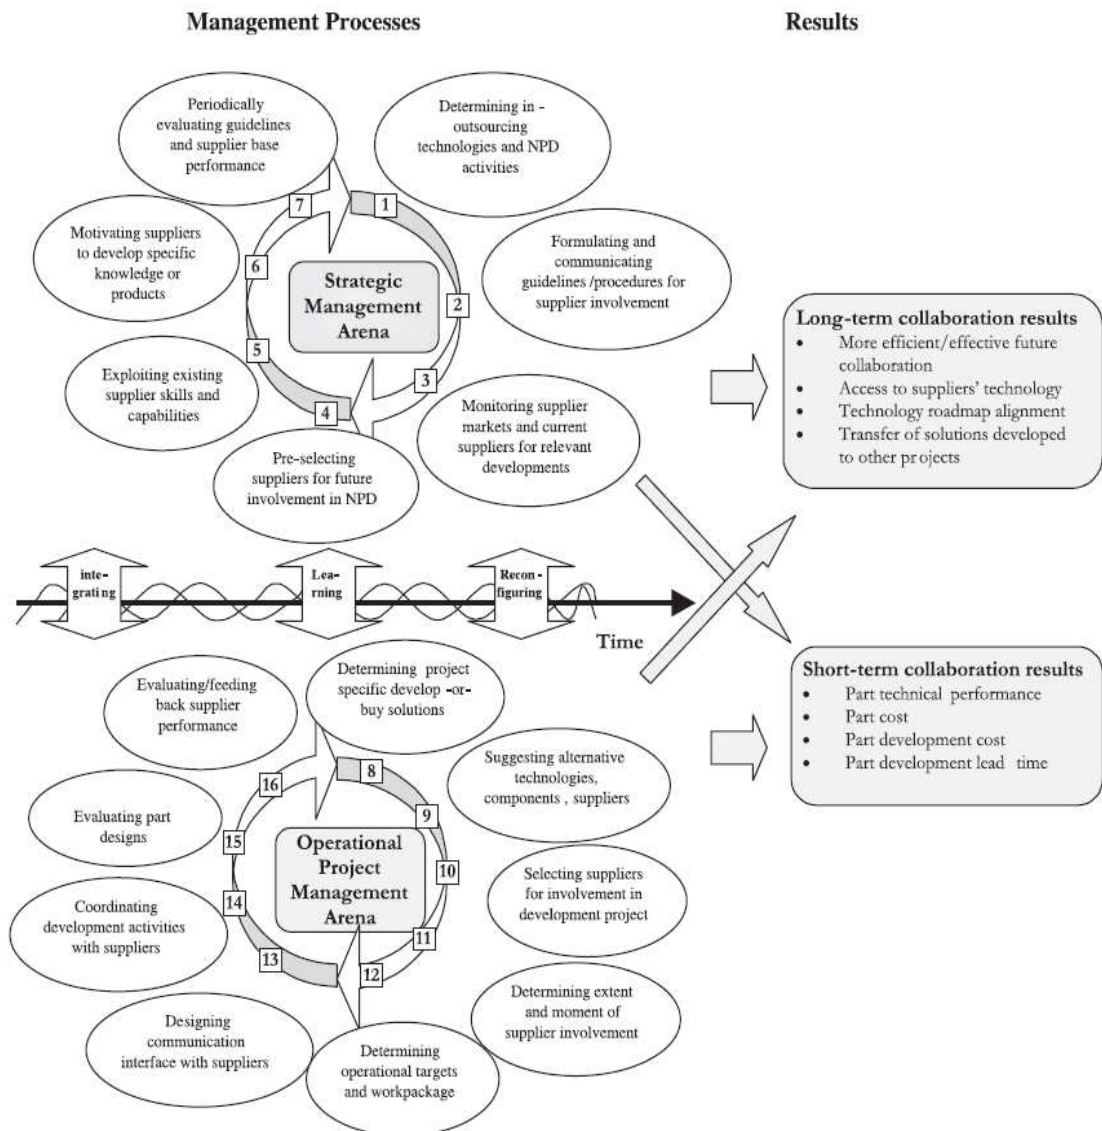 Management Processes
Results
Periodically
evaluating guidelines
and supplier base
performance
Determining in -
outsourcing
technologies and NPD
activities
7
1
Motivating suppliers
to develop specific
knowledge or
products
6
Strategic
Management
Arena
2
Formulating and
communicating
guidelines /procedures for
supplier involvement
5
3
Exploiting existing
supplier skills and
capabilities
4
Monitoring supplier
markets and current
suppliers for relevant
developments
Pre-selecting
suppliers for future
involvement in NPD
Long-term collaboration results
• More efficient/effective future
collaboration
• Access to suppliers' technology
• Technology roadmap alignment
• Transfer of solutions developed
to other projects
inte-
grating
Lea-
rning
Recon-
figuring
Time
Short-term collaboration results
• Part technical performance
• Part cost
• Part development cost
• Part development lead time
Evaluating/feeding
back supplier
performance
Determining project
specific develop -or-
buy solutions
16
8
Suggesting alternative
technologies,
components , suppliers
9
Evaluating part
designs
15
Operational
Project
Management
Arena
10
Selecting suppliers
for involvement in
development project
14
11
Coordinating
development activities
with suppliers
13
12
Determining extent
and moment of
supplier involvement
Designing
communication
interface with suppliers
Determining
operational targets
and workpackage